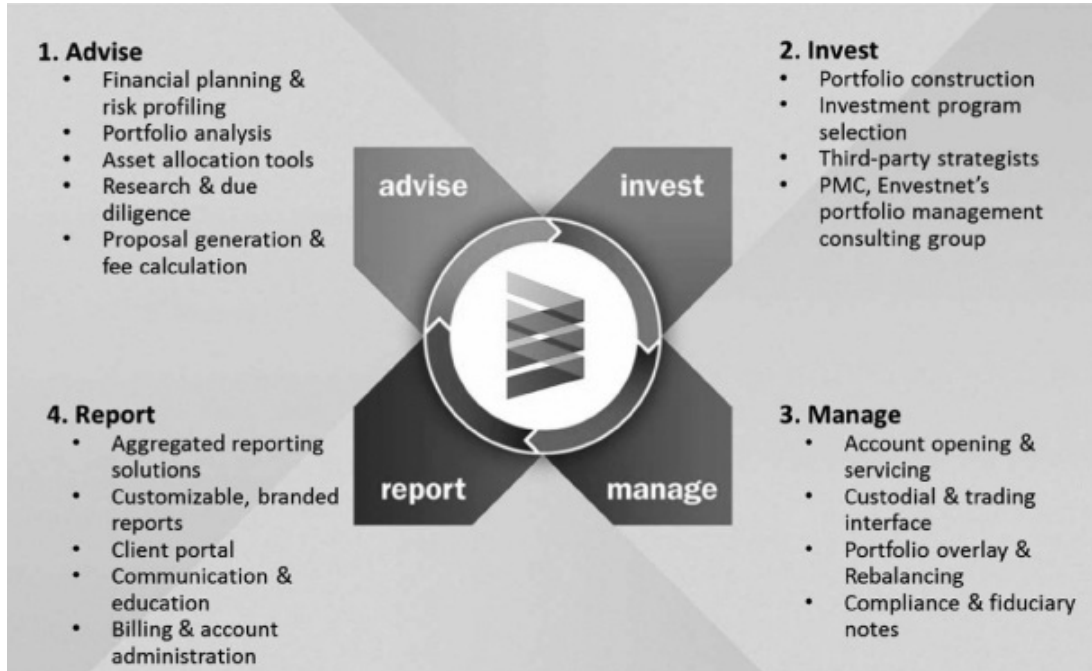 1. Advise
• Financial planning &
risk profiling
• Portfolio analysis
• Asset allocation tools
• Research & due
diligence
• Proposal generation &
fee calculation
2. Invest
• Portfolio construction
• Investment program
selection
• Third-party strategists
• PMC, Envestnet's
portfolio management
consulting group
advise
invest
report
manage
4. Report
• Aggregated reporting
solutions
• Customizable, branded
reports
• Client portal
• Communication &
education
• Billing & account
administration
3. Manage
• Account opening &
servicing
• Custodial & trading
interface
• Portfolio overlay &
Rebalancing
• Compliance & fiduciary
notes